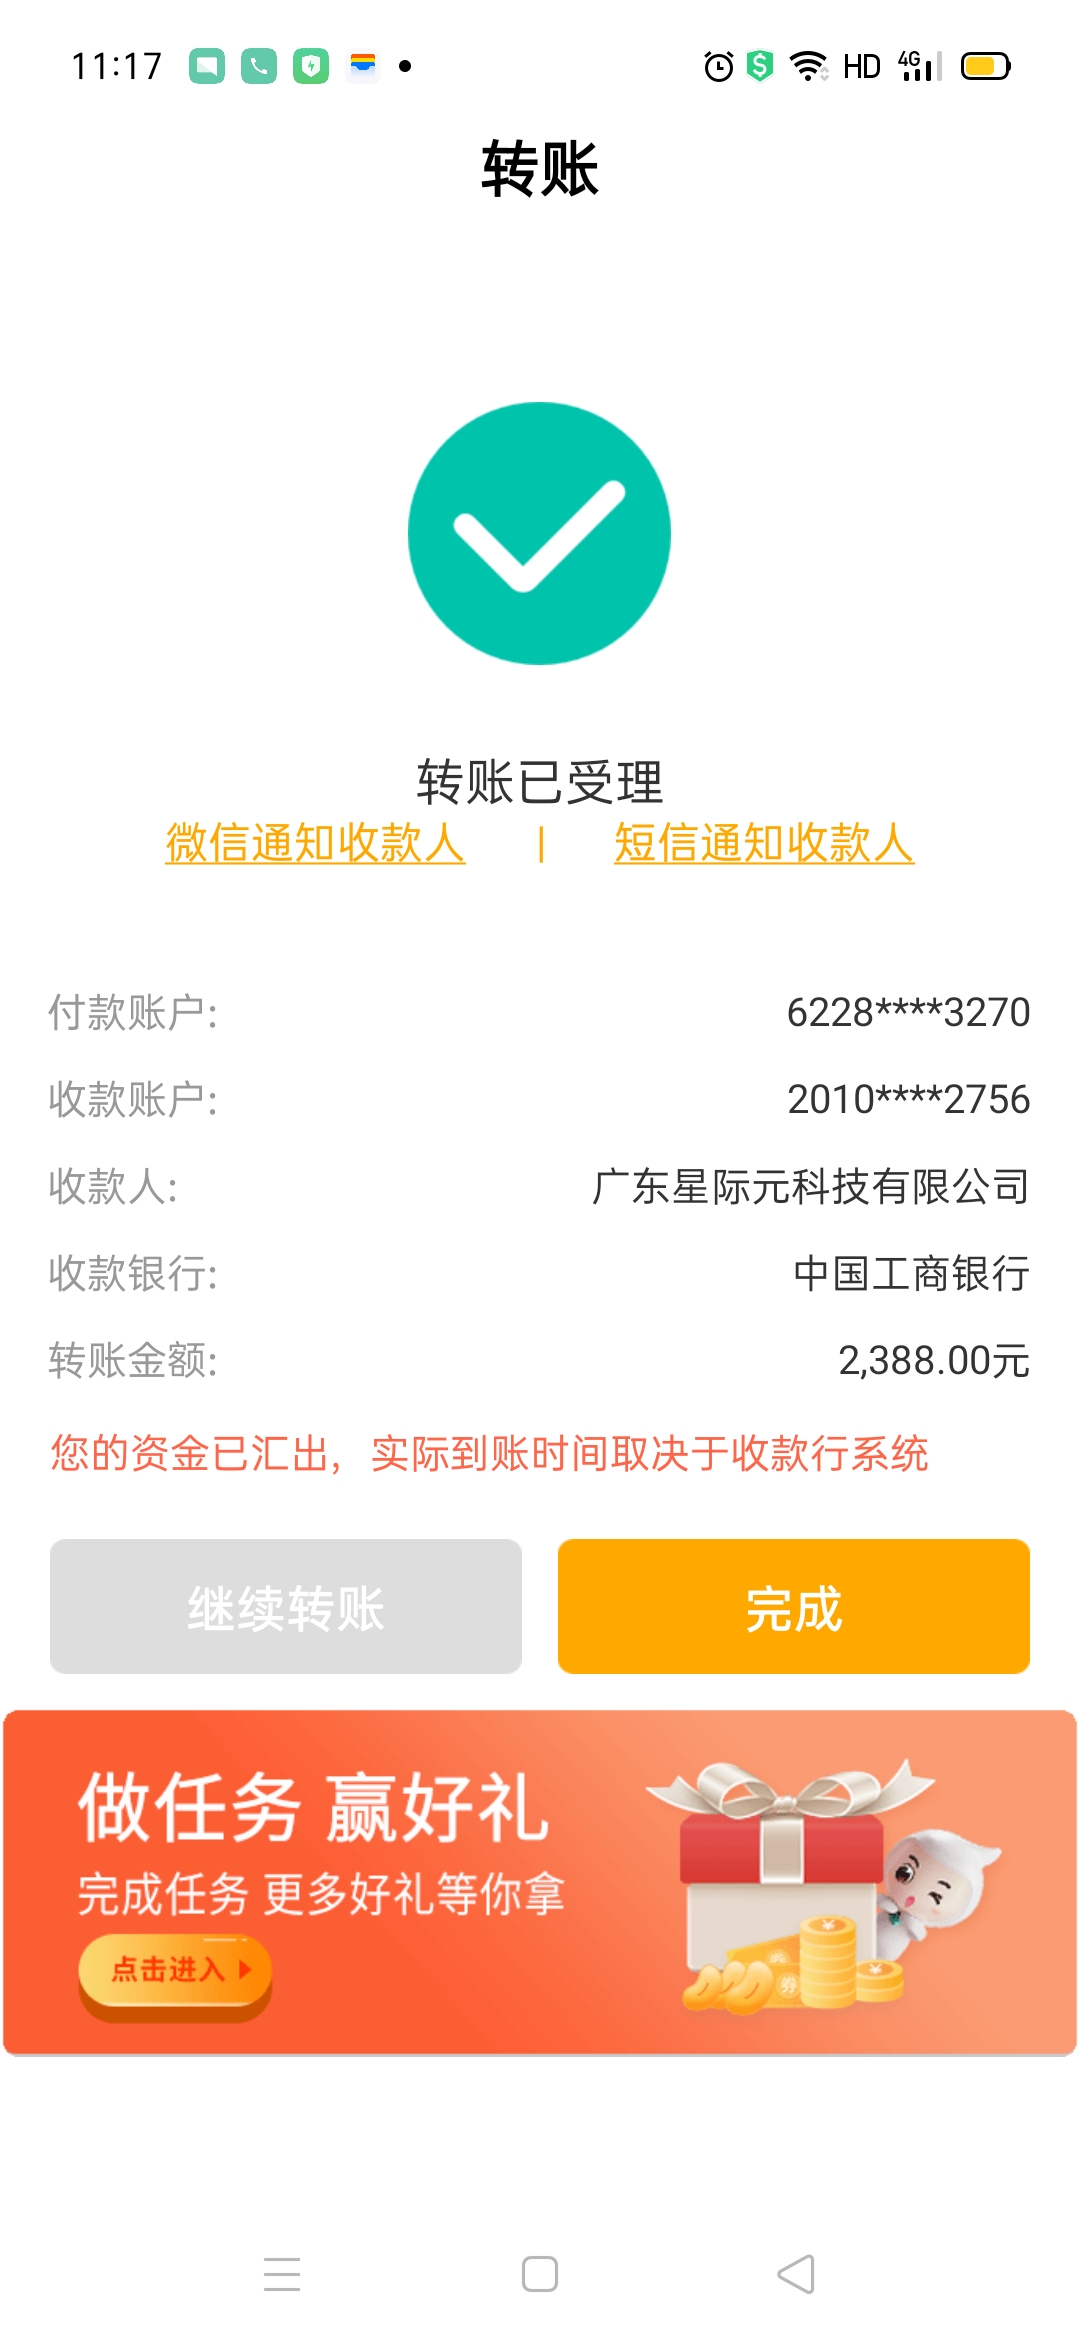 11:17 HD 4G
转账
转账已受理
微信通知收款人 | 短信通知收款人
付款账户: 6228****3270
收款账户: 2010****2756
收款人: 广东星际元科技有限公司
收款银行: 中国工商银行
转账金额: 2,388.00元
您的资金已汇出，实际到账时间取决于收款行系统
继续转账 完成
做任务 赢好礼
完成任务 更多好礼等你拿
点击进入
券